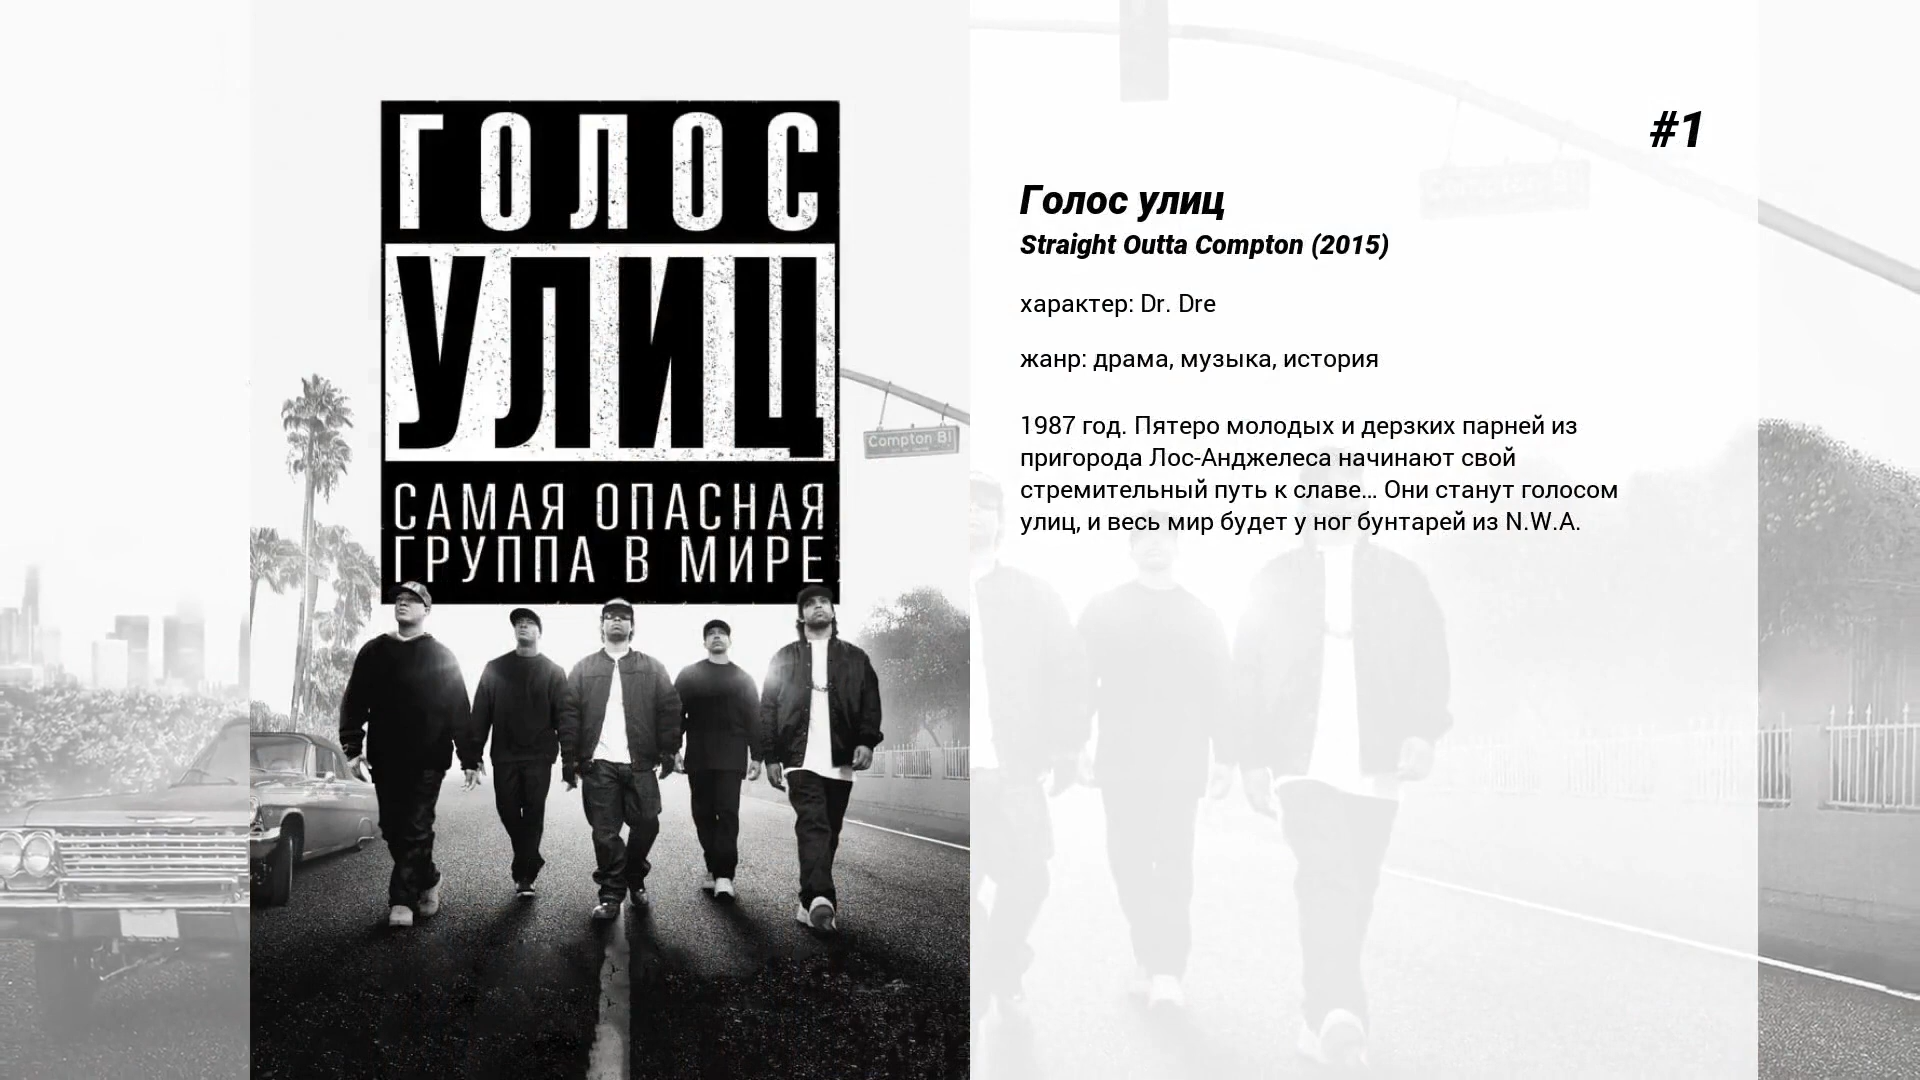 ГОЛОС
УЛИЦ
САМАЯ ОПАСНАЯ
ГРУППА В МИРЕ
Compton Bl
#1
Голос улиц
Straight Outta Compton (2015)
характер: Dr. Dre
жанр: драма, музыка, история
1987 год. Пятеро молодых и дерзких парней из
пригорода Лос-Анджелеса начинают свой
стремительный путь к славе… Они станут голосом
улиц, и весь мир будет у ног бунтарей из N.W.A.
Compton Bl